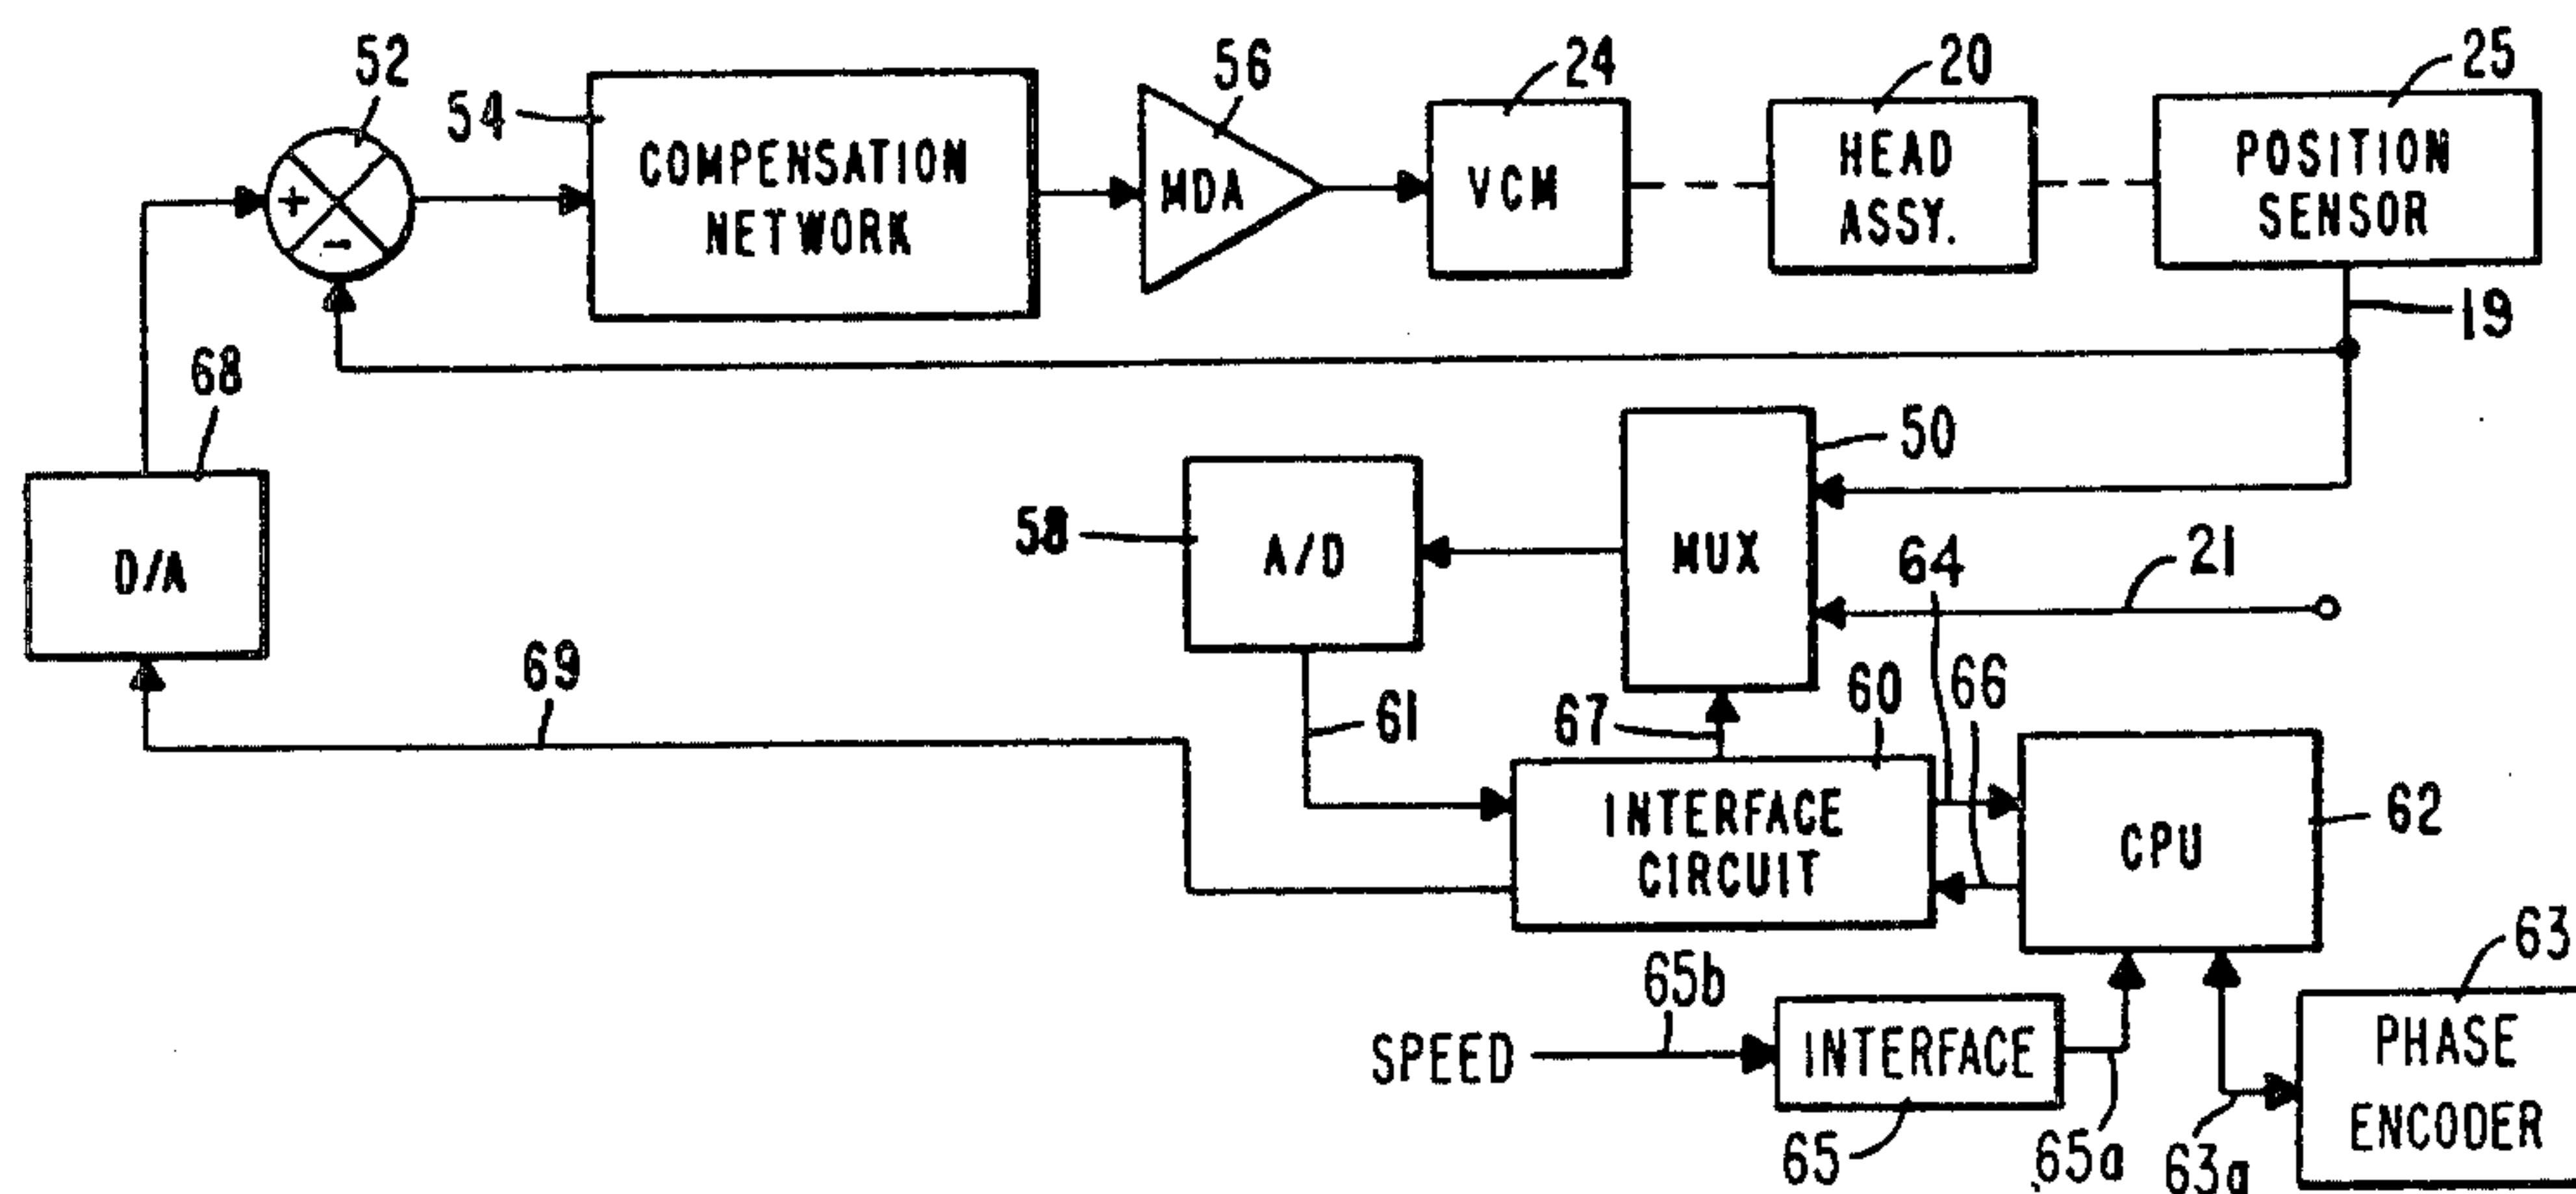 52
54
COMPENSATION
NETWORK
56
MDA
24
VCM
20
HEAD
ASSY.
25
POSITION
SENSOR
19
+
−
68
D/A
69
58
A/D
61
50
MUX
21
64
66
67
60
INTERFACE
CIRCUIT
62
CPU
SPEED
65b
INTERFACE
65
65a
63a
63
PHASE
ENCODER